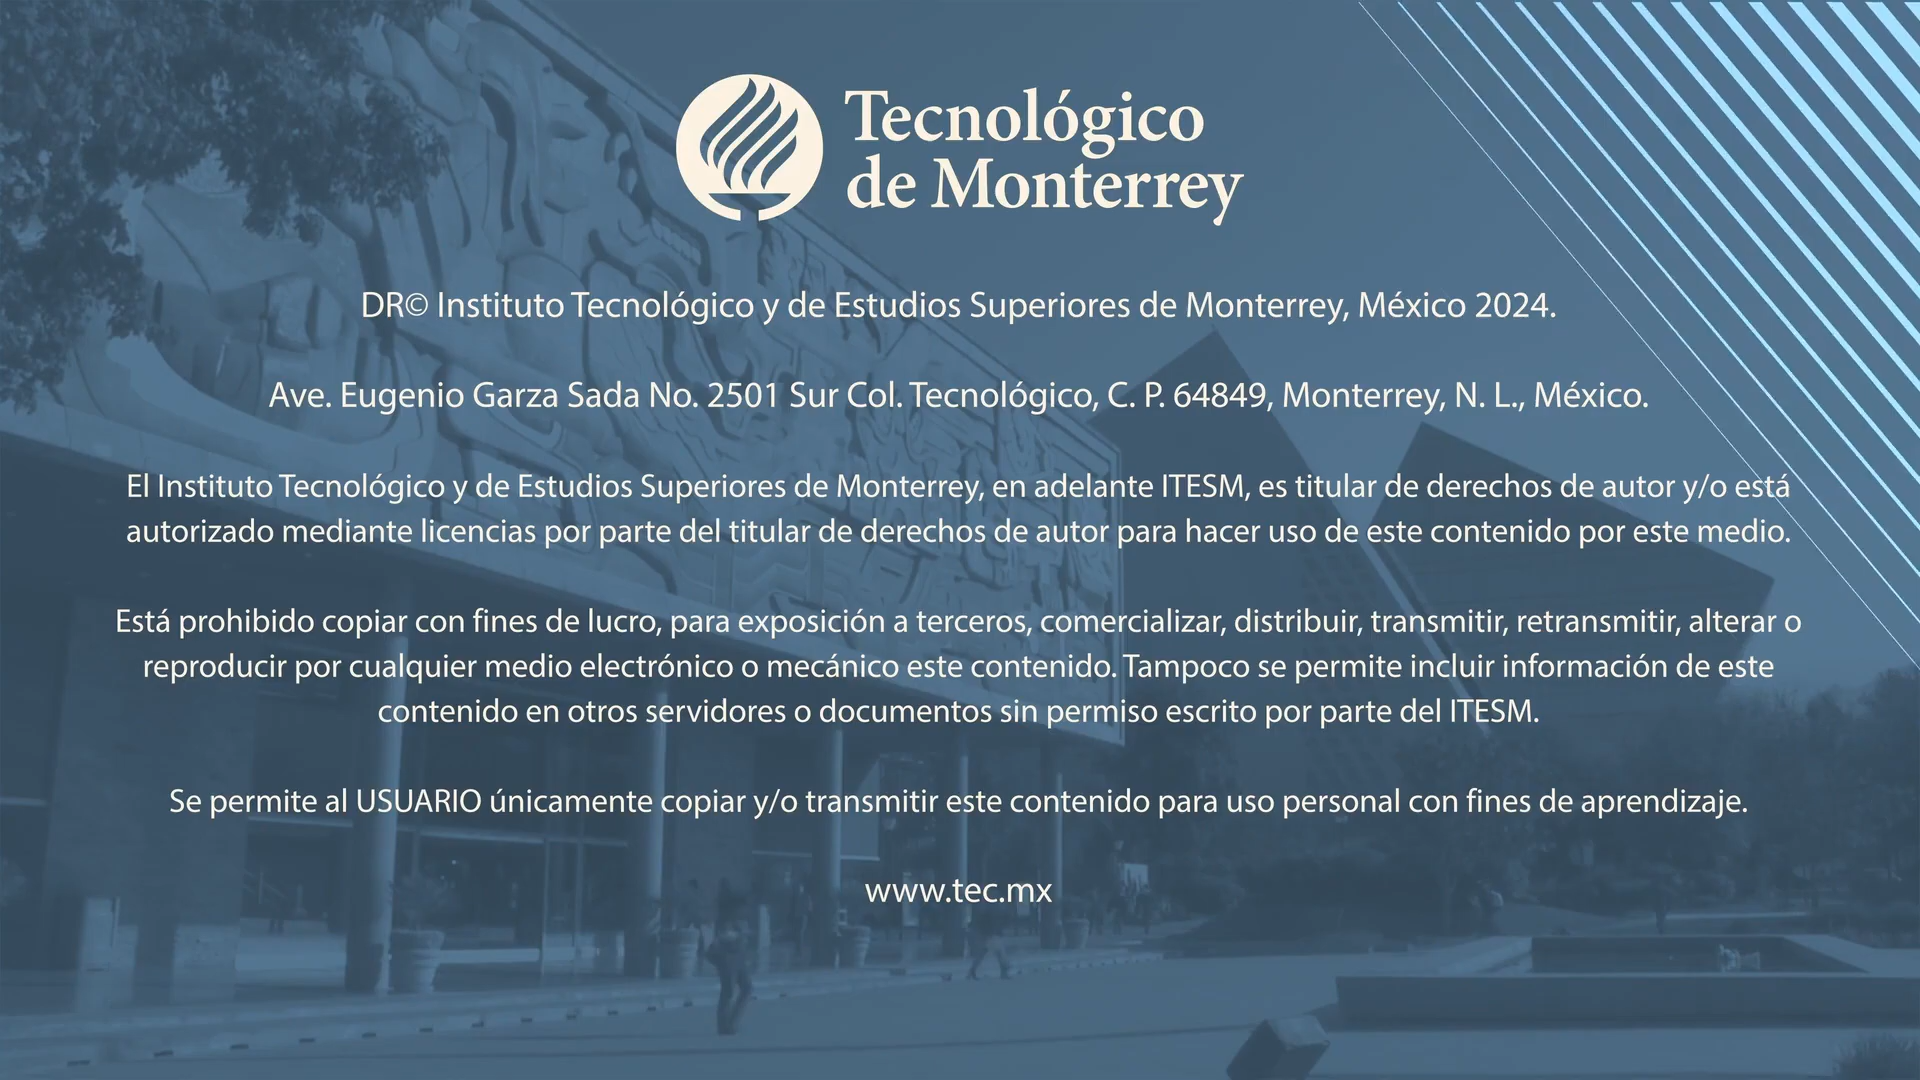 Tecnológico
de Monterrey
DR© Instituto Tecnológico y de Estudios Superiores de Monterrey, México 2024.
Ave. Eugenio Garza Sada No. 2501 Sur Col. Tecnológico, C. P. 64849, Monterrey, N. L., México.
El Instituto Tecnológico y de Estudios Superiores de Monterrey, en adelante ITESM, es titular de derechos de autor y/o está
autorizado mediante licencias por parte del titular de derechos de autor para hacer uso de este contenido por este medio.
Está prohibido copiar con fines de lucro, para exposición a terceros, comercializar, distribuir, transmitir, retransmitir, alterar o
reproducir por cualquier medio electrónico o mecánico este contenido. Tampoco se permite incluir información de este
contenido en otros servidores o documentos sin permiso escrito por parte del ITESM.
Se permite al USUARIO únicamente copiar y/o transmitir este contenido para uso personal con fines de aprendizaje.
www.tec.mx